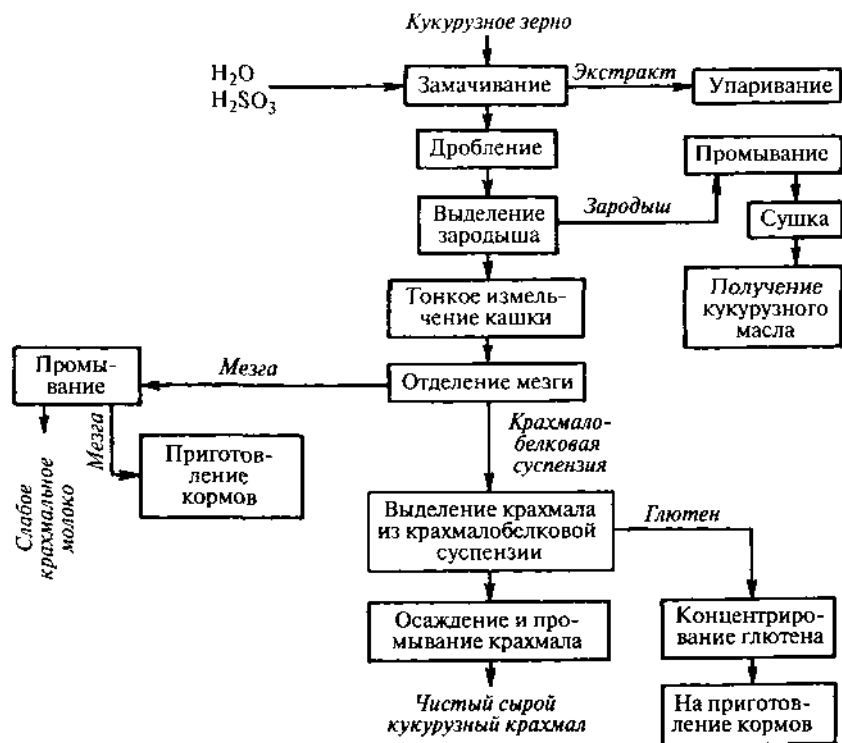 Кукурузное зерно
H₂O
H₂SO₃
Замачивание
Экстракт
Упаривание
Дробление
Промывание
Выделение
зародыша
Зародыш
Сушка
Тонкое измель-
чение кашки
Получение
кукурузного
масла
Промы-
вание
Мезга
Отделение мезги
Слабое
крахмальное
молоко
Мезга
Приготов-
ление
кормов
Крахмало-
белковая
суспензия
Выделение крахмала
из крахмалобелковой
суспензии
Глютен
Осаждение и про-
мывание крахмала
Концентриро-
вание глютена
Чистый сырой
кукурузный крахмал
На приготов-
ление кормов